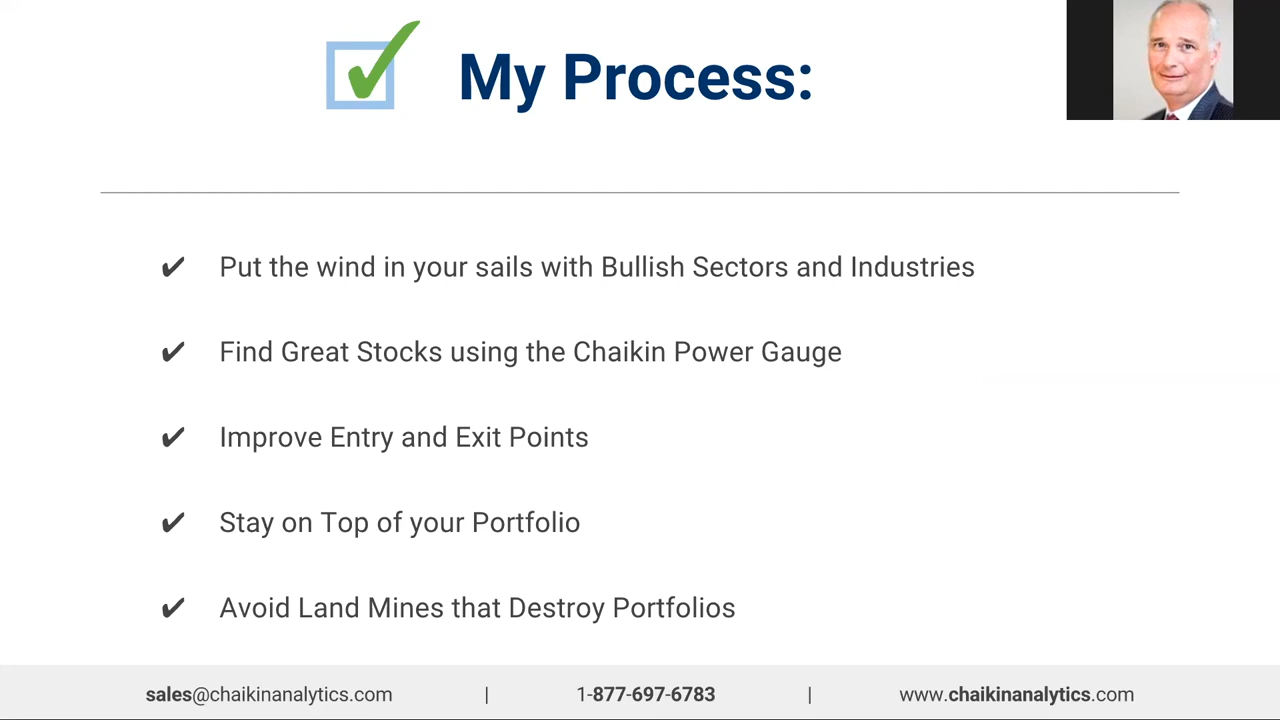 My Process:
Put the wind in your sails with Bullish Sectors and Industries
Find Great Stocks using the Chaikin Power Gauge
Improve Entry and Exit Points
Stay on Top of your Portfolio
Avoid Land Mines that Destroy Portfolios
sales@chaikinanalytics.com | 1-877-697-6783 | www.chaikinanalytics.com